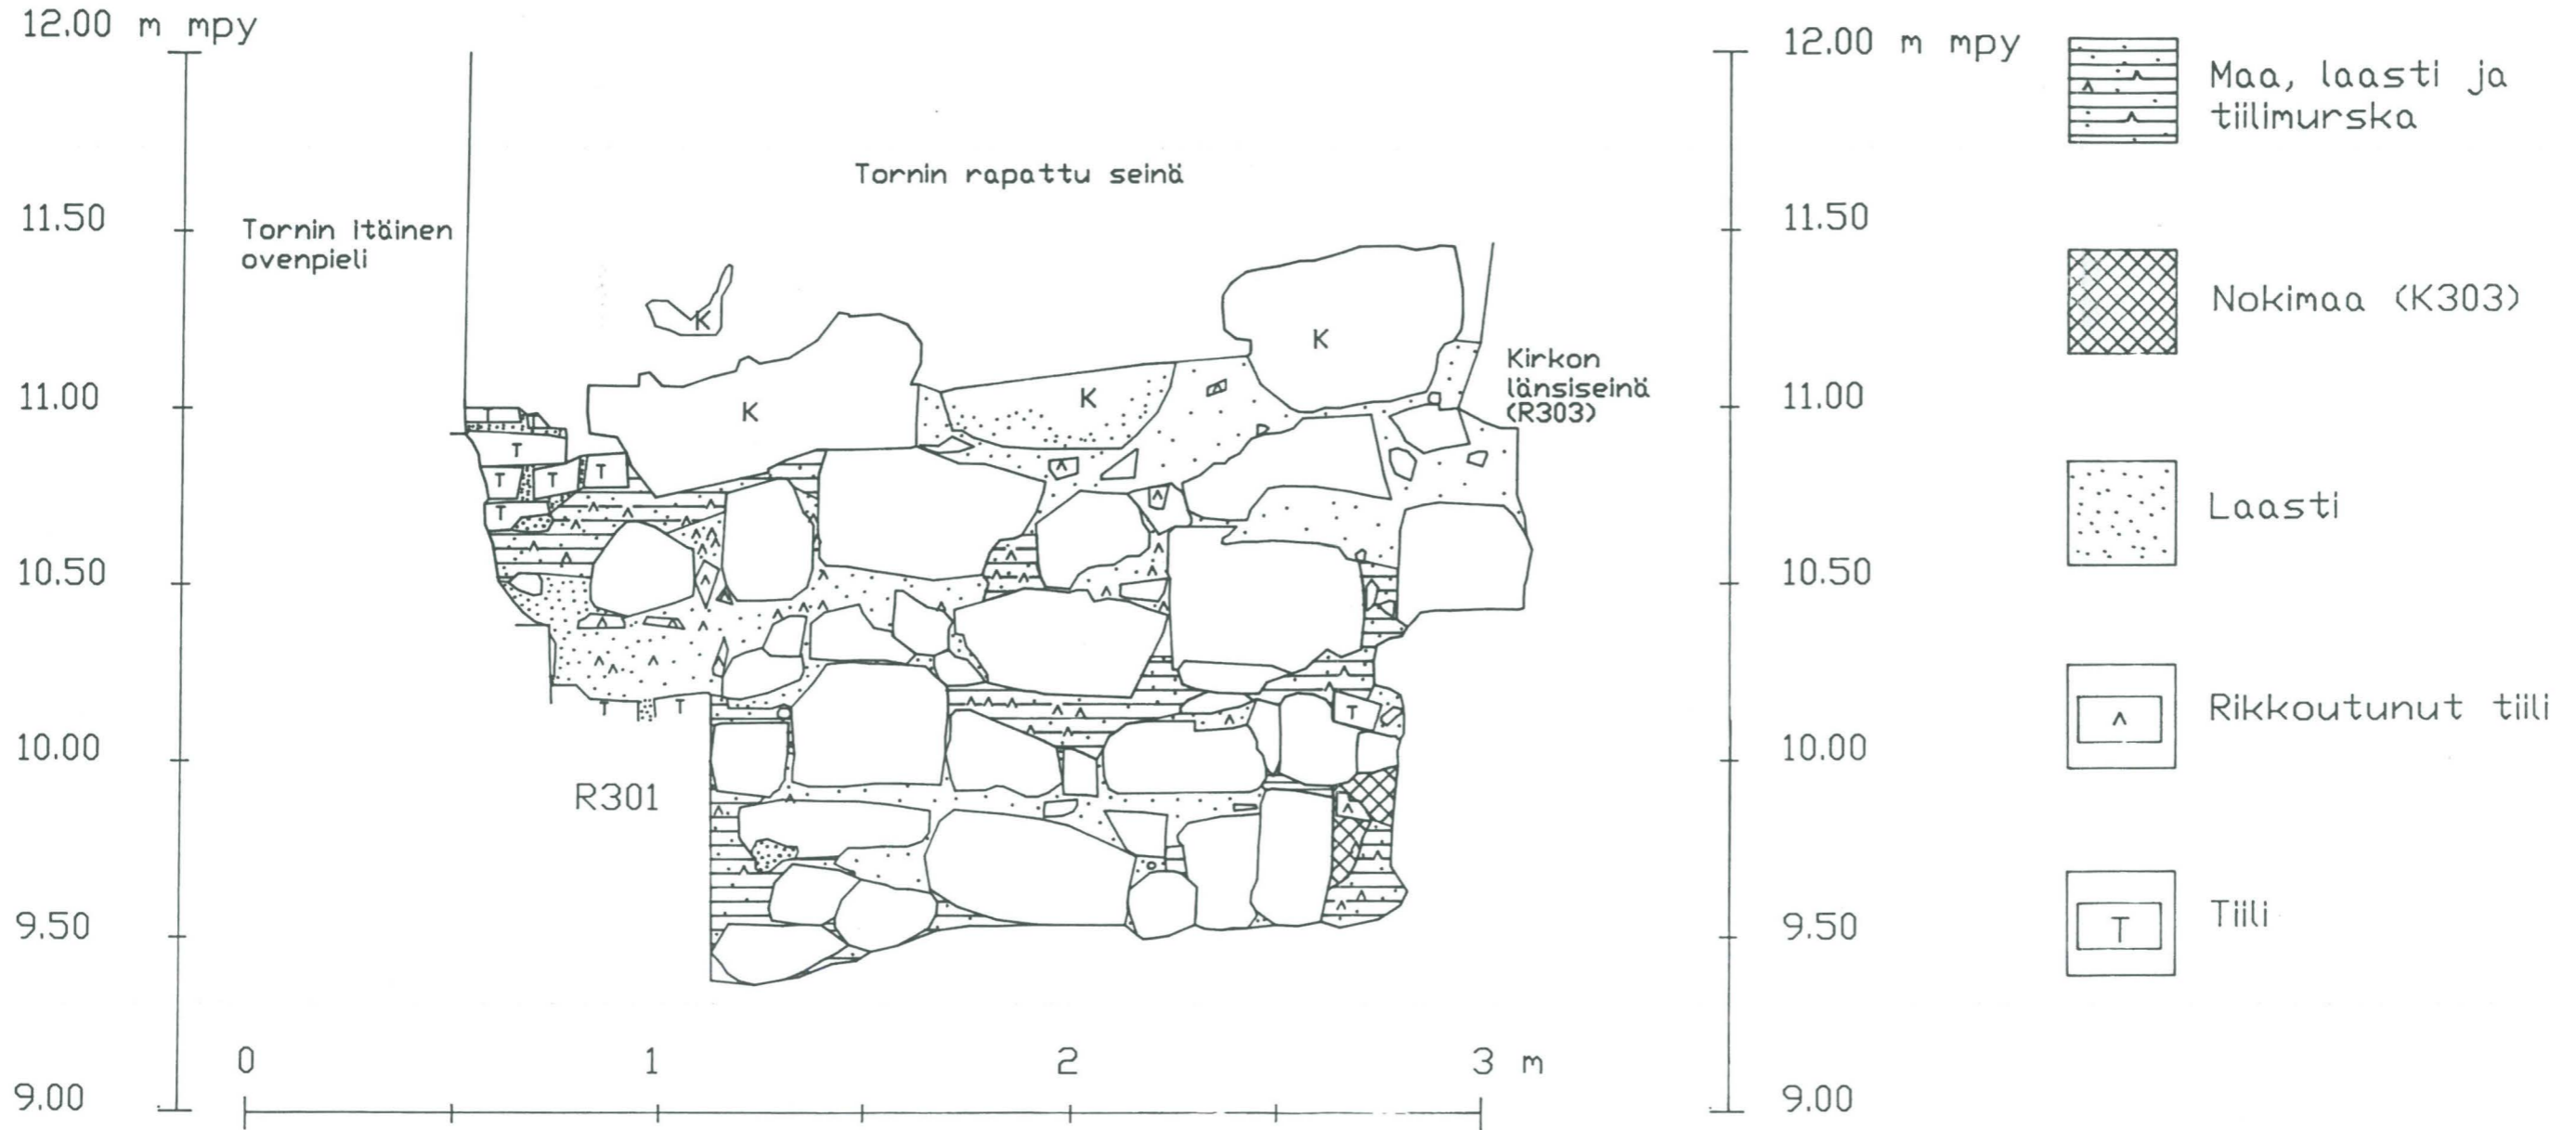 12.00 m mpy
11.50
11.00
10.50
10.00
9.50
9.00
Tornin Itäinen
ovenpieli
Tornin rapattu seinä
K
K
K
K
Kirkon
länsiseinä
(R303)
T
T
T
T
T
T
T
T
R301
0 1 2 3 m
12.00 m mpy
11.50
11.00
10.50
10.00
9.50
9.00
Maa, laasti ja
tiilimurska
Nokimaa (K303)
Laasti
Rikkoutunut tiili
T
Tiili